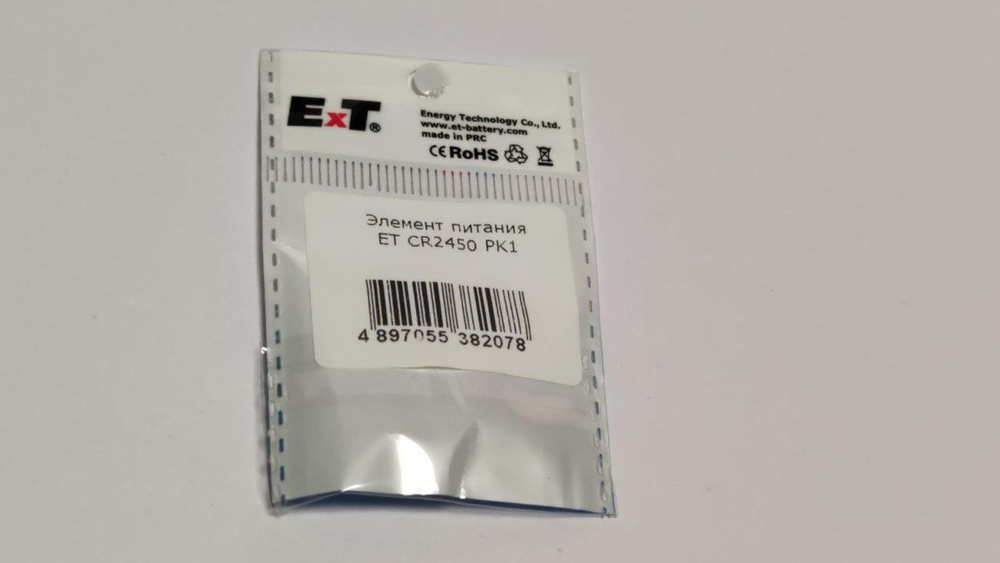 ExT®
Energy Technology Co., Ltd.
www.et-battery.com
made in PRC
CE RoHS
Элемент питания
ET CR2450 PK1
4 897055 382078